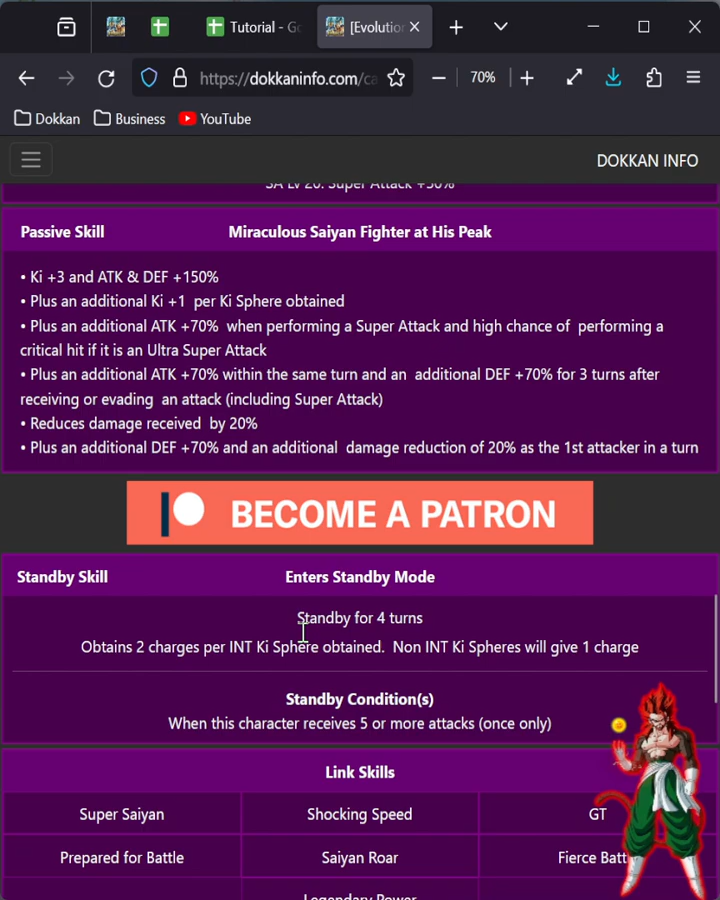 Tutorial - Go
[Evolution
https://dokkaninfo.com/ca
70%
Dokkan
Business
YouTube
DOKKAN INFO
SA Lv 20: Super Attack +50%
Passive Skill
Miraculous Saiyan Fighter at His Peak
• Ki +3 and ATK & DEF +150%
• Plus an additional Ki +1 per Ki Sphere obtained
• Plus an additional ATK +70% when performing a Super Attack and high chance of performing a
critical hit if it is an Ultra Super Attack
• Plus an additional ATK +70% within the same turn and an additional DEF +70% for 3 turns after
receiving or evading an attack (including Super Attack)
• Reduces damage received by 20%
• Plus an additional DEF +70% and an additional damage reduction of 20% as the 1st attacker in a turn
BECOME A PATRON
Standby Skill
Enters Standby Mode
Standby for 4 turns
Obtains 2 charges per INT Ki Sphere obtained. Non INT Ki Spheres will give 1 charge
Standby Condition(s)
When this character receives 5 or more attacks (once only)
Link Skills
Super Saiyan
Shocking Speed
GT
Prepared for Battle
Saiyan Roar
Fierce Batt
Legendary Power